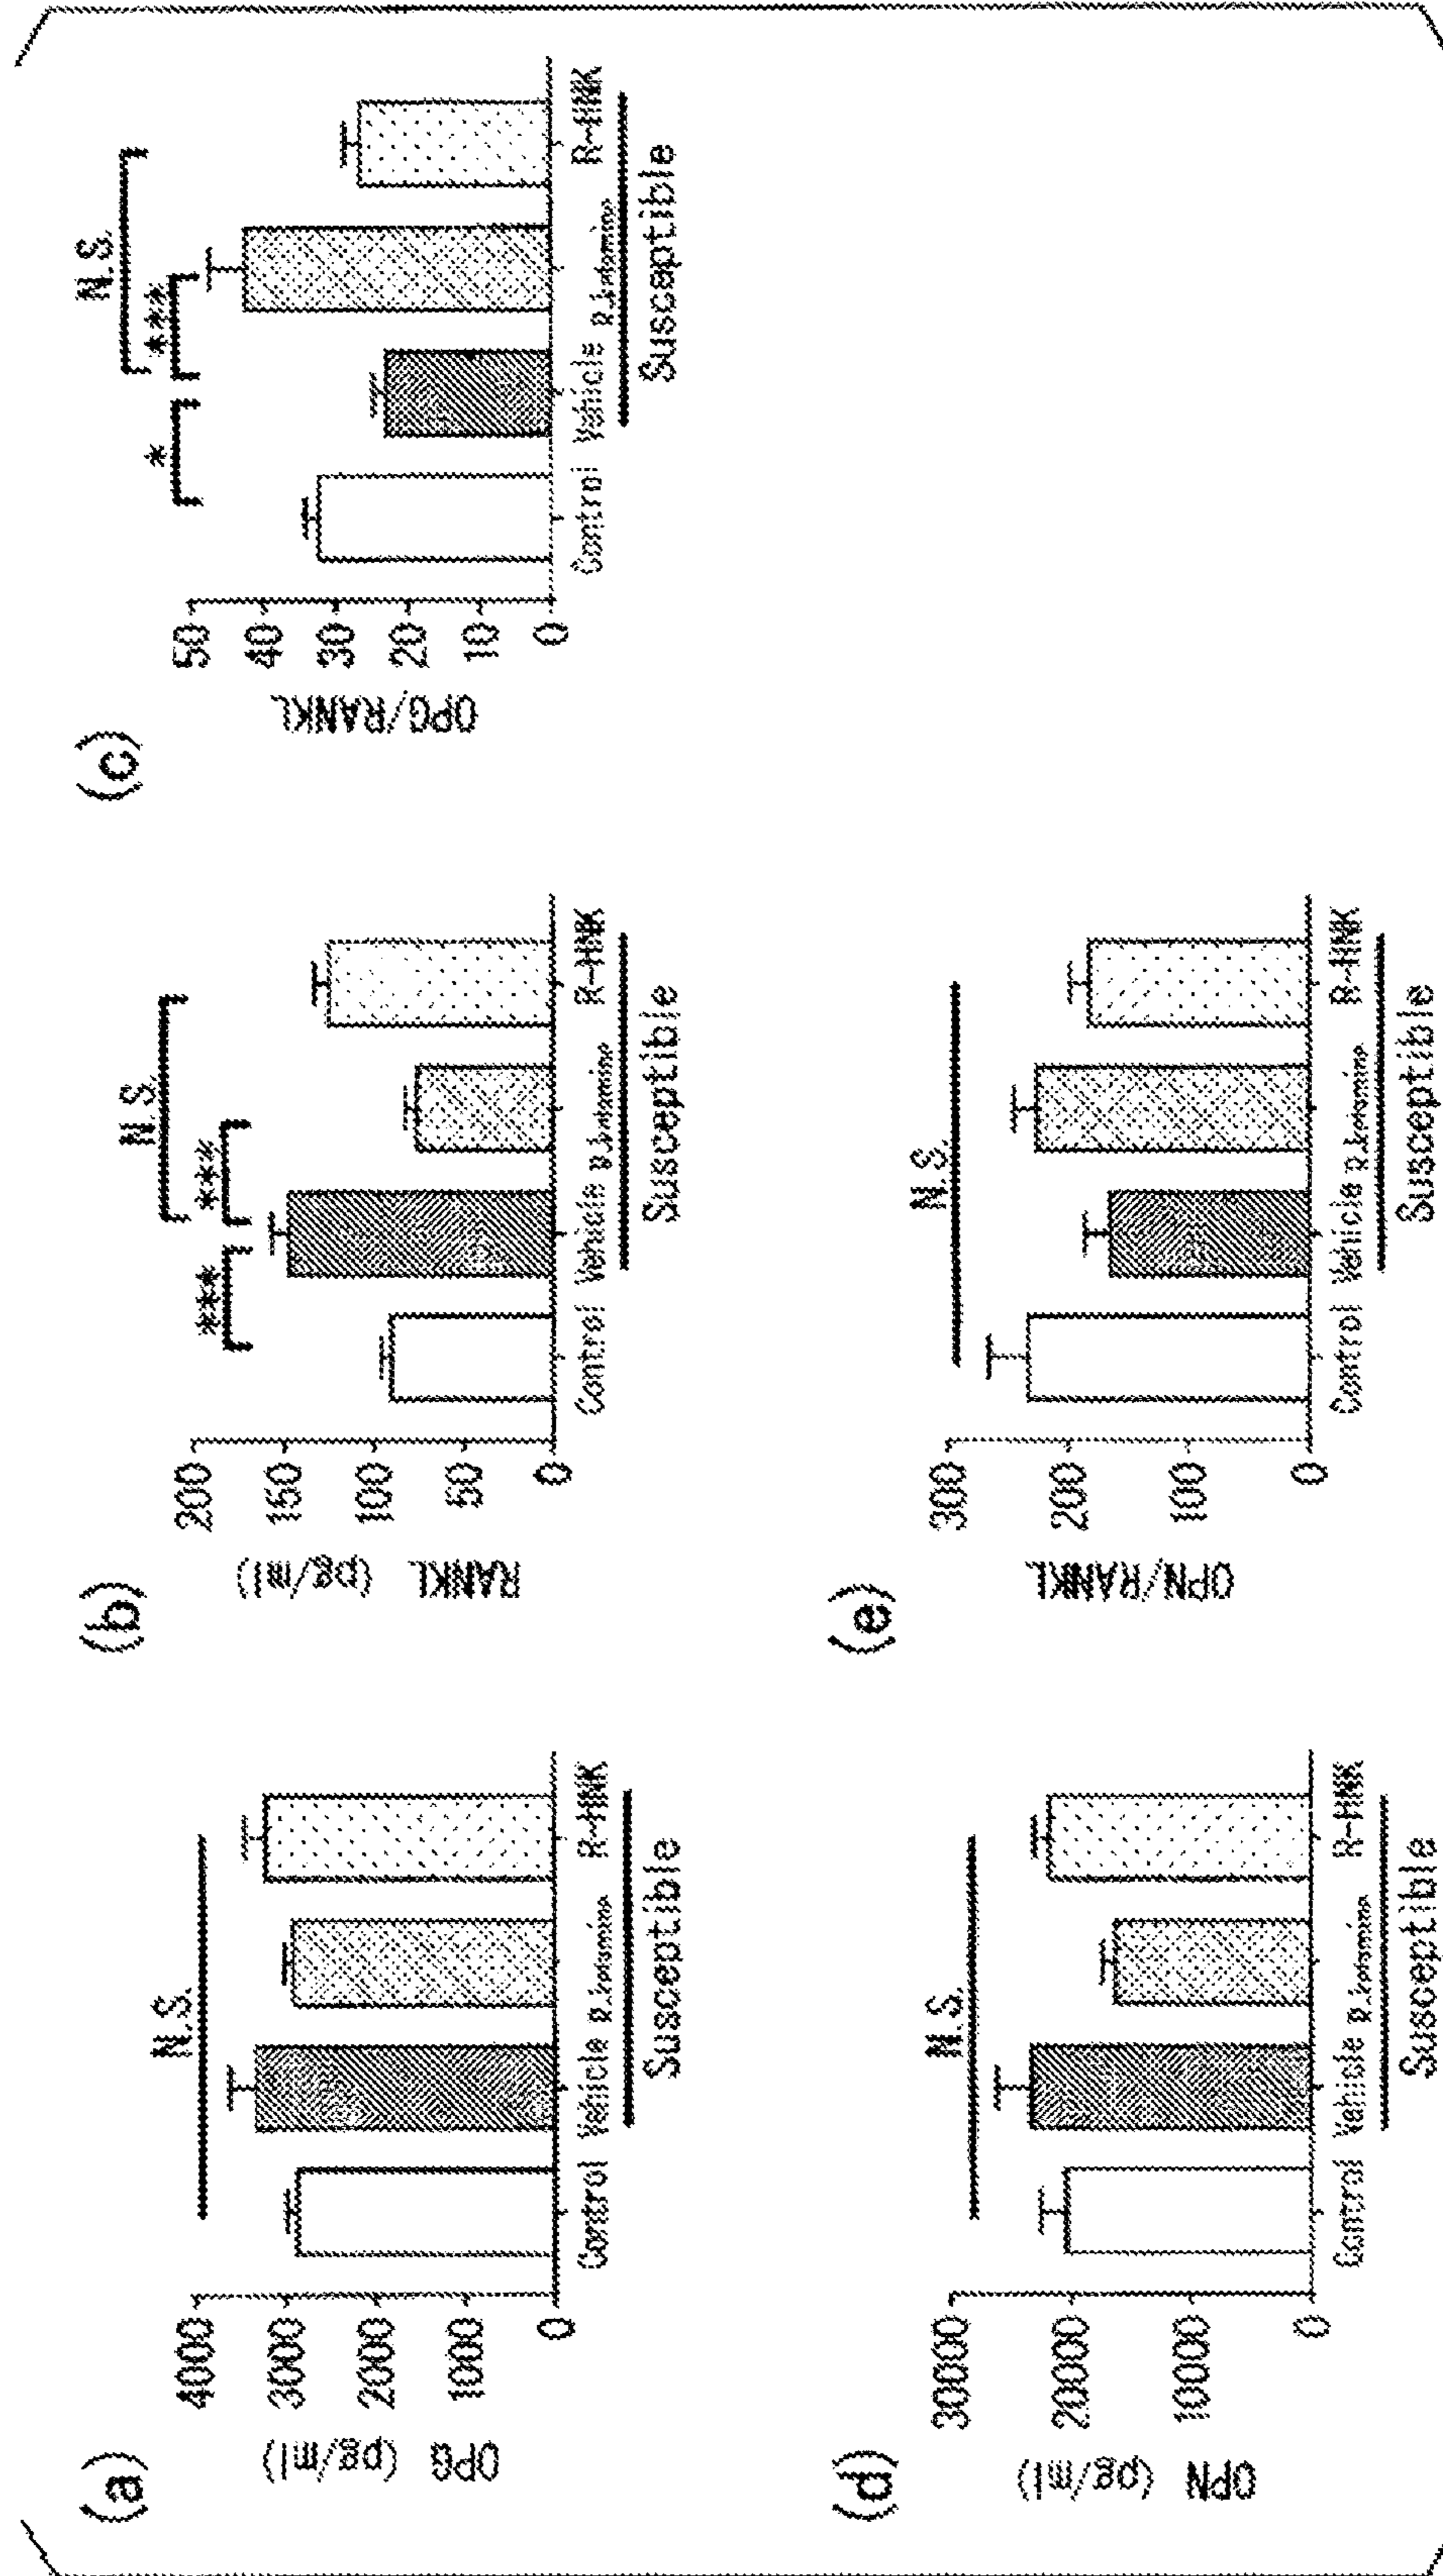 (a)
OPG (pg/ml)
4000
3000
2000
1000
0
N.S.
Control Vehicle R-HNK
Susceptible
(b)
RANKL (pg/ml)
200
150
100
50
0
*** *** N.S.
Control Vehicle R-HNK
Susceptible
(c)
OPG/RANKL
50
40
30
20
10
0
* *** N.S.
Control Vehicle R-HNK
Susceptible
(d)
OPN (pg/ml)
30000
20000
10000
0
N.S.
Control Vehicle R-HNK
Susceptible
(e)
OPN/RANKL
300
200
100
0
N.S.
Control Vehicle R-HNK
Susceptible